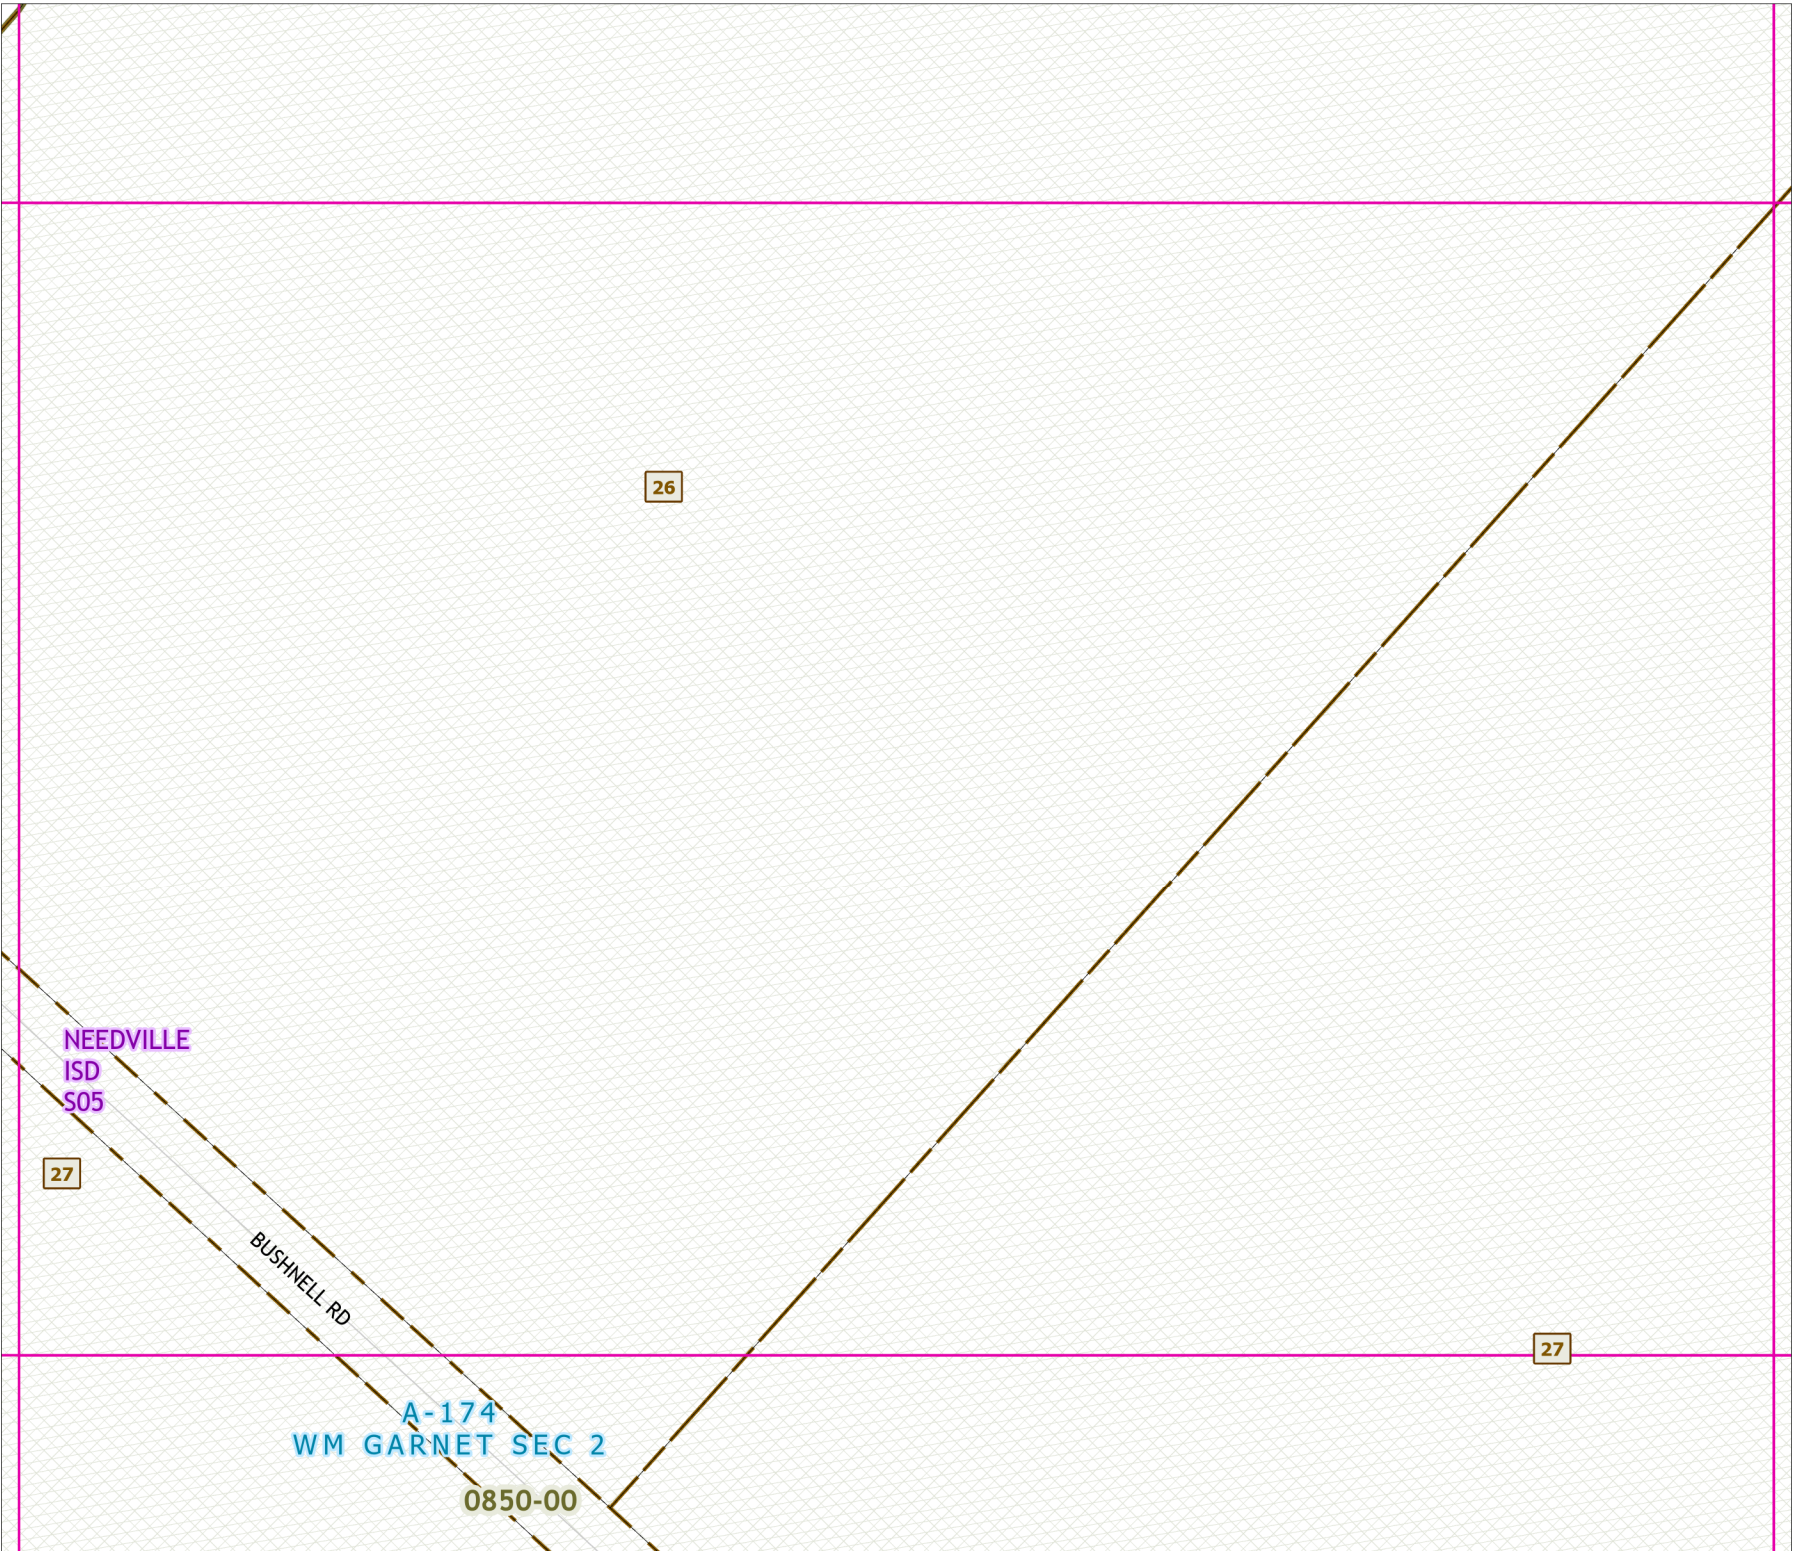 26
NEEDVILLE
ISD
S05
27
BUSHNELL RD
27
A-174
WM GARNET SEC 2
0850-00